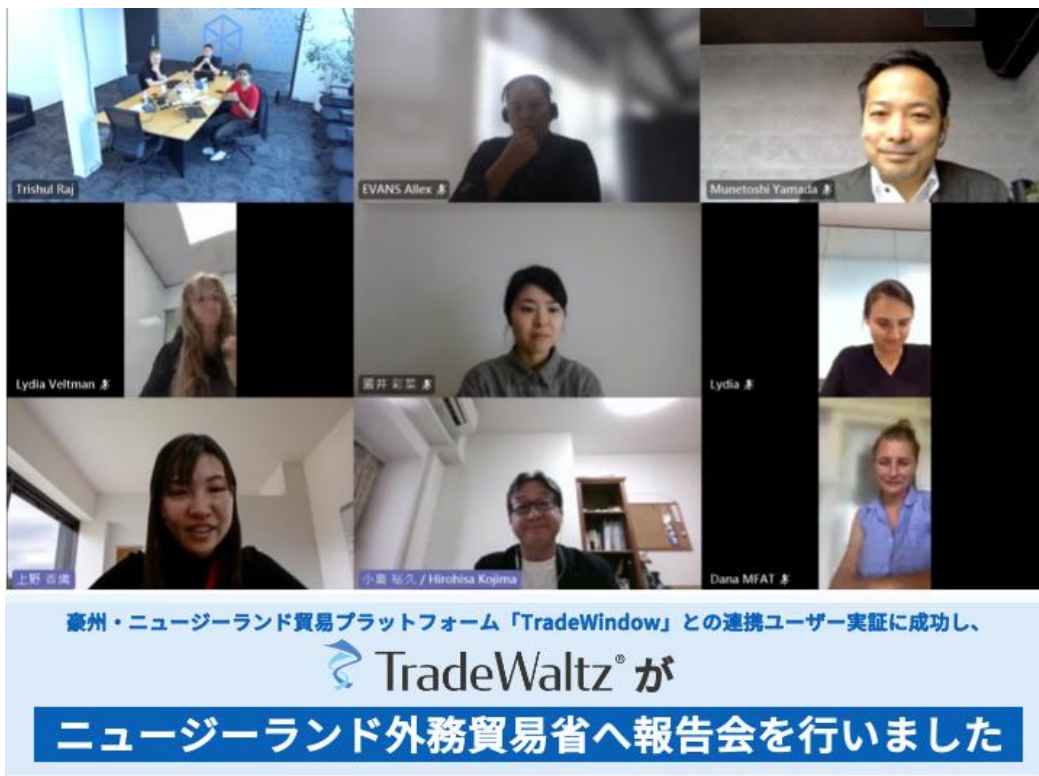 Trishul Raj
EVANS Allex
Munetoshi Yamada
Lydia Veltman
國井 彩菜
Lydia
上野 杏璃
小島 裕久 / Hirohisa Kojima
Dana MFAT
豪州・ニュージーランド貿易プラットフォーム「TradeWindow」との連携ユーザー実証に成功し、
TradeWaltz® が
ニュージーランド外務貿易省へ報告会を行いました